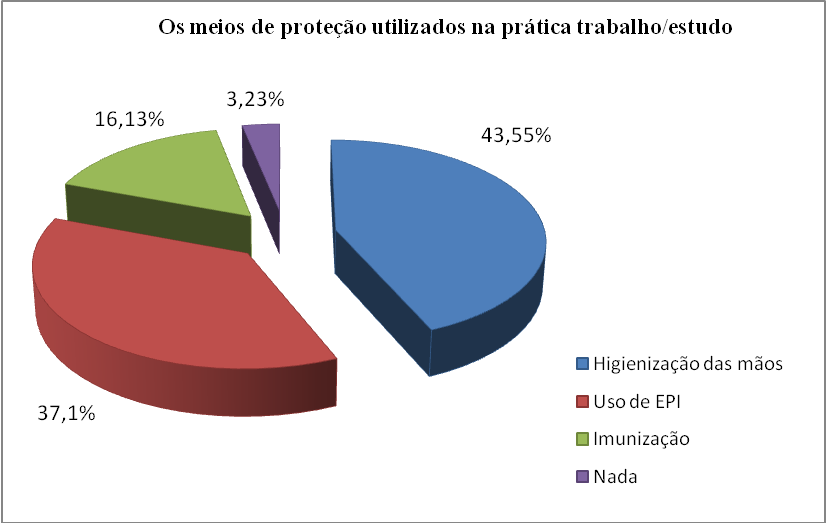 Os meios de proteção utilizados na prática trabalho/estudo
3,23%
16,13%
43,55%
37,1%
Higienização das mãos
Uso de EPI
Imunização
Nada